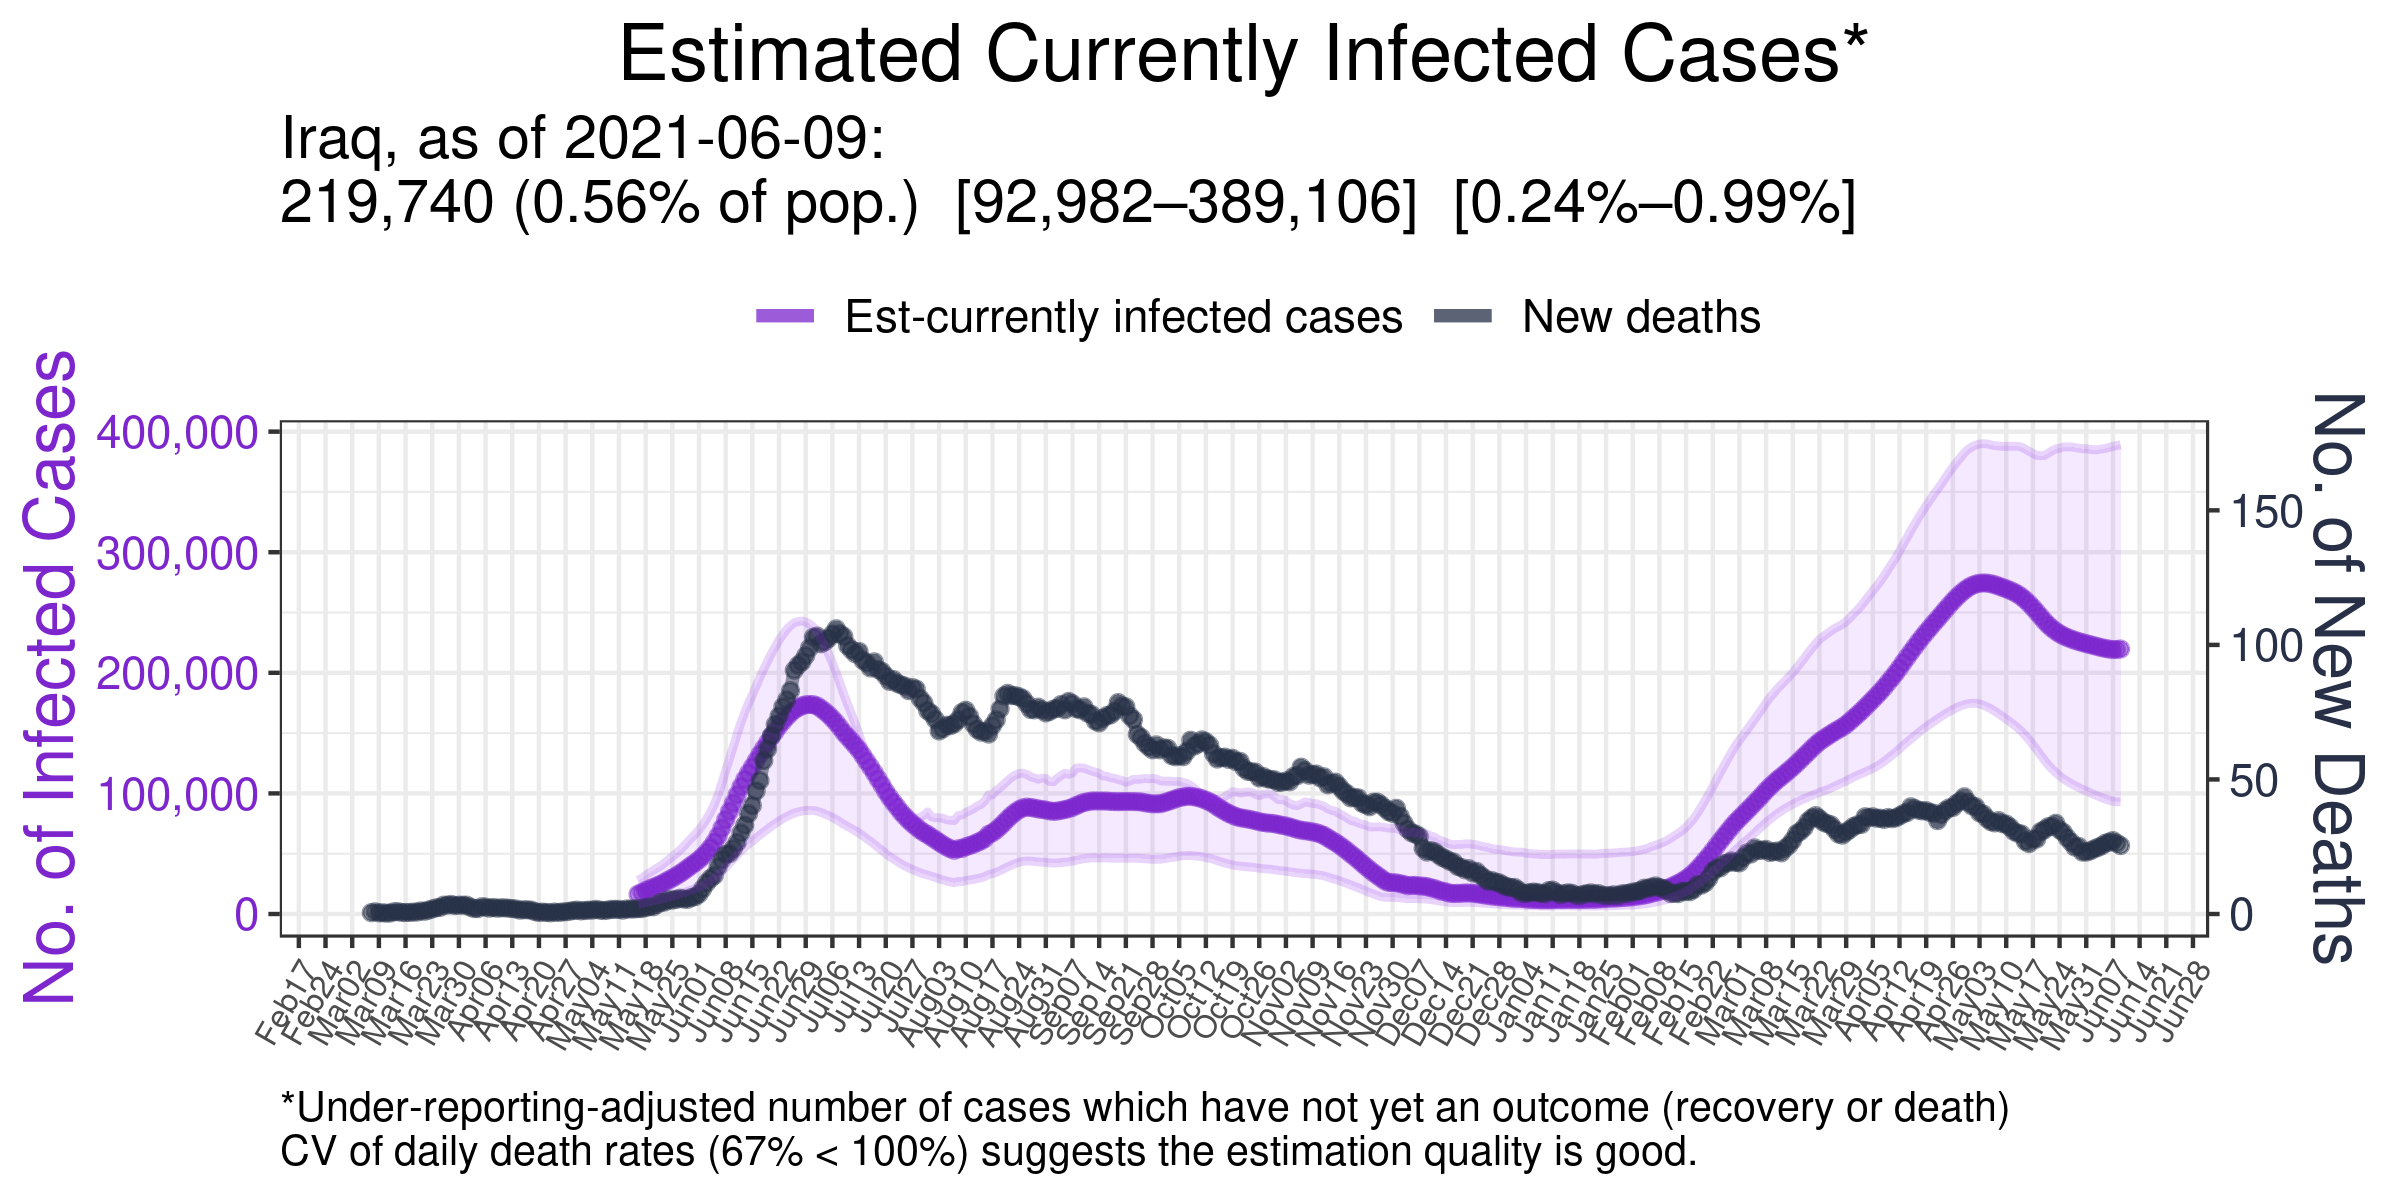 Estimated Currently Infected Cases*
Iraq, as of 2021-06-09:
219,740 (0.56% of pop.)  [92,982–389,106]  [0.24%–0.99%]
Est-currently infected cases
New deaths
No. of Infected Cases
400,000
300,000
200,000
100,000
0
150
100
50
0
No. of New Deaths
Feb17
Feb24
Mar02
Mar09
Mar16
Mar23
Mar30
Apr06
Apr13
Apr20
Apr27
May04
May11
May18
May25
Jun01
Jun08
Jun15
Jun22
Jun29
Jul06
Jul13
Jul20
Jul27
Aug03
Aug10
Aug17
Aug24
Aug31
Sep07
Sep14
Sep21
Sep28
Oct05
Oct12
Oct19
Oct26
Nov02
Nov09
Nov16
Nov23
Nov30
Dec07
Dec14
Dec21
Dec28
Jan04
Jan11
Jan18
Jan25
Feb01
Feb08
Feb15
Feb22
Mar01
Mar08
Mar15
Mar22
Mar29
Apr05
Apr12
Apr19
Apr26
May03
May10
May17
May24
May31
Jun07
Jun14
Jun21
Jun28
*Under-reporting-adjusted number of cases which have not yet an outcome (recovery or death)
CV of daily death rates (67% < 100%) suggests the estimation quality is good.